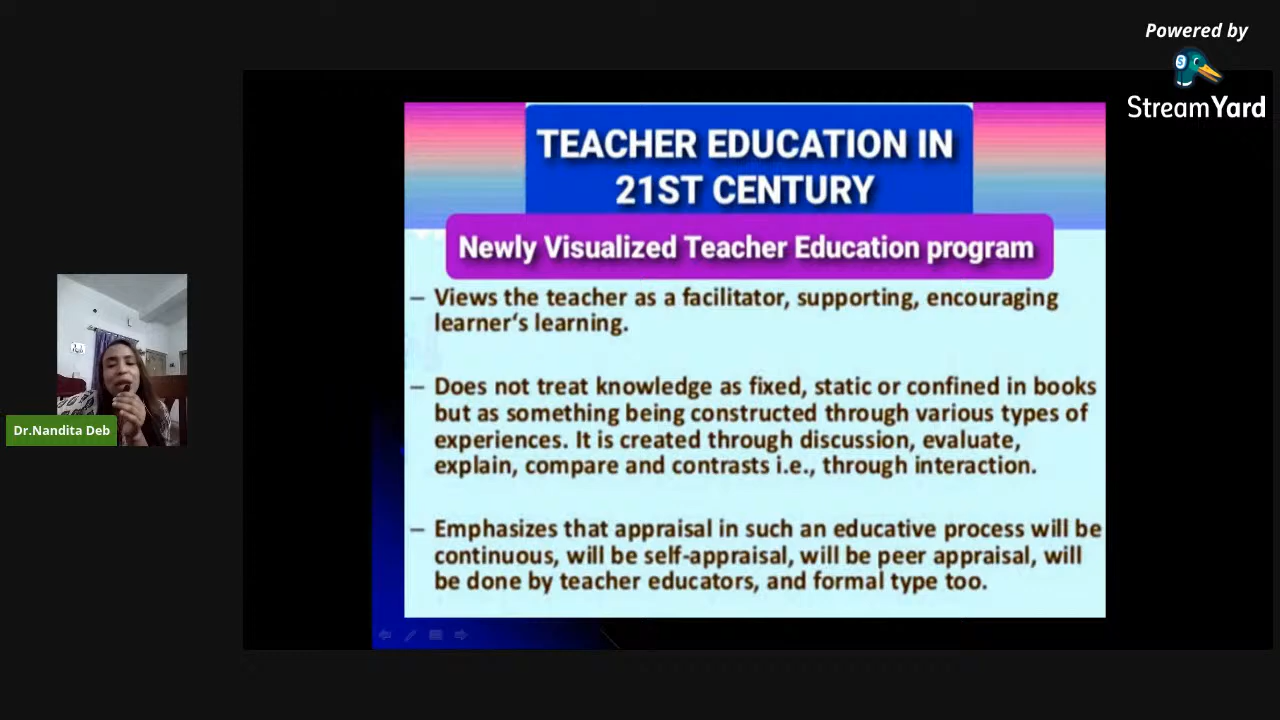 Powered by
StreamYard
TEACHER EDUCATION IN
21ST CENTURY
Newly Visualized Teacher Education program
– Views the teacher as a facilitator, supporting, encouraging
learner‘s learning.
– Does not treat knowledge as fixed, static or confined in books
but as something being constructed through various types of
experiences. It is created through discussion, evaluate,
explain, compare and contrasts i.e., through interaction.
– Emphasizes that appraisal in such an educative process will be
continuous, will be self-appraisal, will be peer appraisal, will
be done by teacher educators, and formal type too.
Dr.Nandita Deb